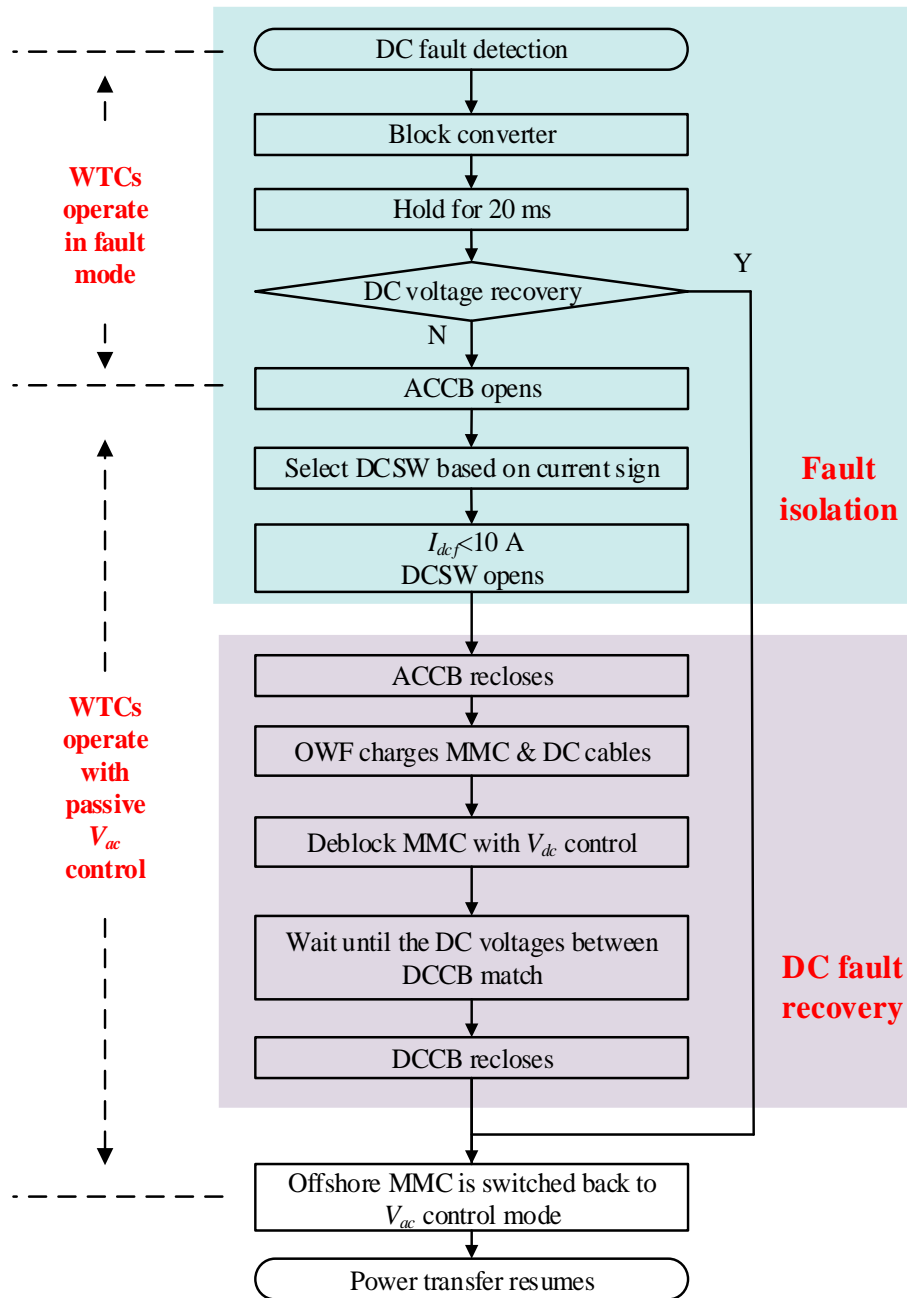 DC fault detection
Block converter
Hold for 20 ms
DC voltage recovery
Y
N
ACCB opens
Select DCSW based on current sign
I_dcf<10 A
DCSW opens
Fault
isolation
WTCs
operate
in fault
mode
ACCB recloses
OWF charges MMC & DC cables
Deblock MMC with V_dc control
Wait until the DC voltages between
DCCB match
DCCB recloses
DC fault
recovery
WTCs
operate
with
passive
V_ac
control
Offshore MMC is switched back to
V_ac control mode
Power transfer resumes